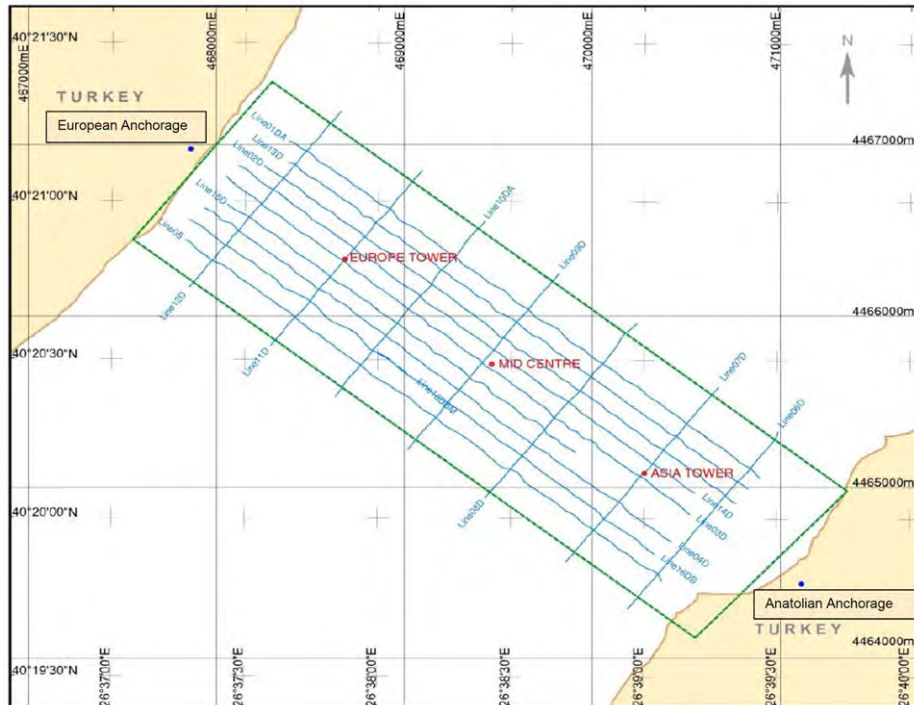 467000mE
468000mE
469000mE
470000mE
471000mE
40°21'30"N
N
TURKEY
European Anchorage
Line01DA
Line13D
Line02D
4467000m
40°21'00"N
Line15D
Line10DA
Line05
EUROPE TOWER
Line09D
Line12D
4466000m
40°20'30"N
Line11D
MID CENTRE
Line07D
Line06D
ASIA TOWER
4465000m
40°20'00"N
Line08D
Line14D
Line03D
Line04D
Line16DB
Anatolian Anchorage
TURKEY
4464000m
40°19'30"N
26°37'00"E
26°37'30"E
26°38'00"E
26°38'30"E
26°39'00"E
26°39'30"E
26°40'00"E